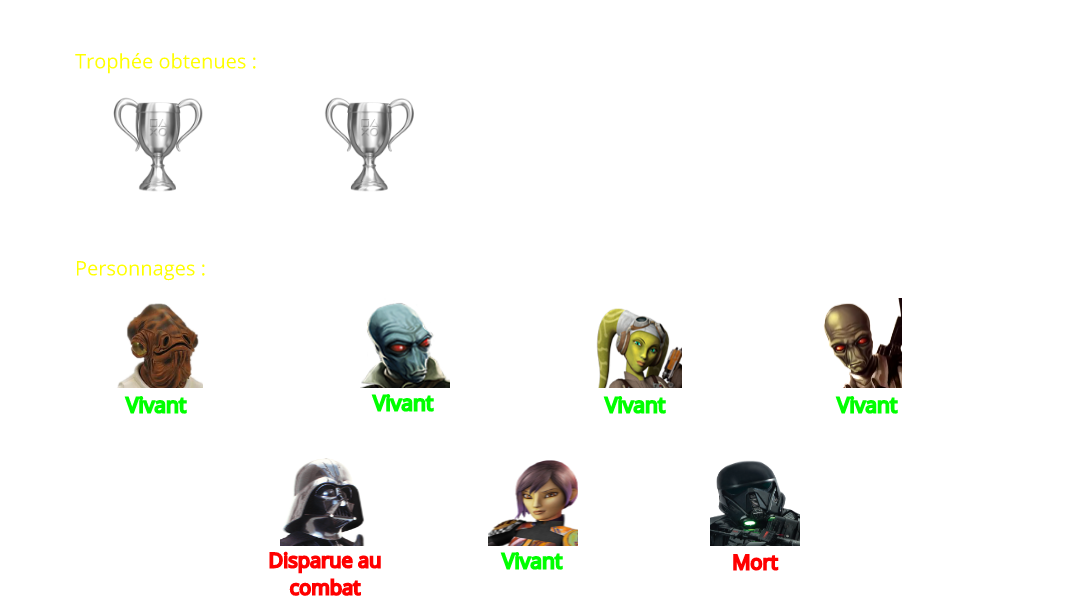 Trophée obtenues :
Personnages :
Vivant
Vivant
Vivant
Vivant
Disparue au
combat
Vivant
Mort